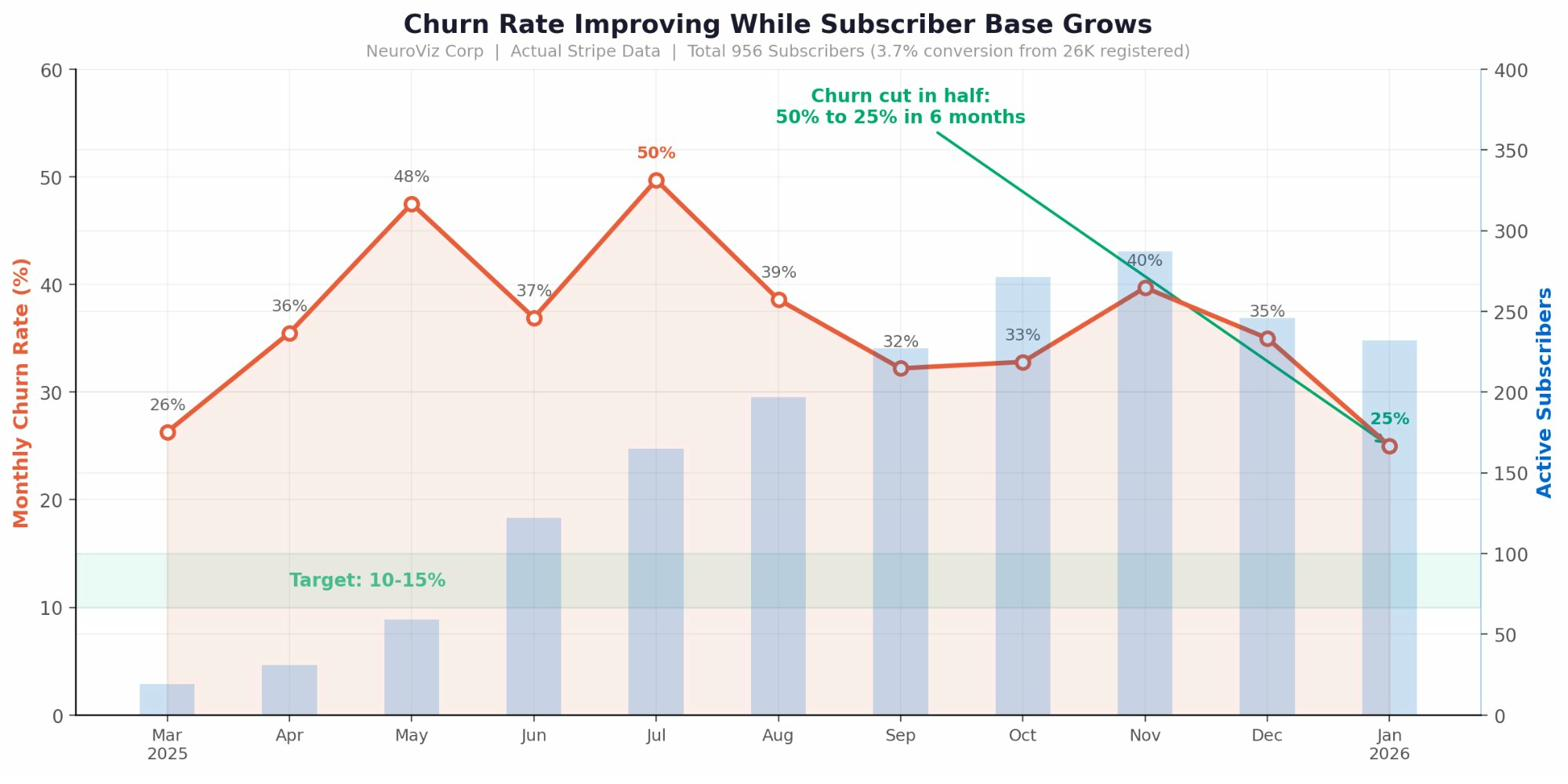 Churn Rate Improving While Subscriber Base Grows
NeuroViz Corp | Actual Stripe Data | Total 956 Subscribers (3.7% conversion from 26K registered)
Churn cut in half:
50% to 25% in 6 months
Monthly Churn Rate (%)
60
50
40
30
20
10
0
26%
36%
48%
37%
50%
39%
32%
33%
40%
35%
25%
Target: 10-15%
400
350
300
250
200
150
100
50
0
Active Subscribers
Mar
2025
Apr
May
Jun
Jul
Aug
Sep
Oct
Nov
Dec
Jan
2026